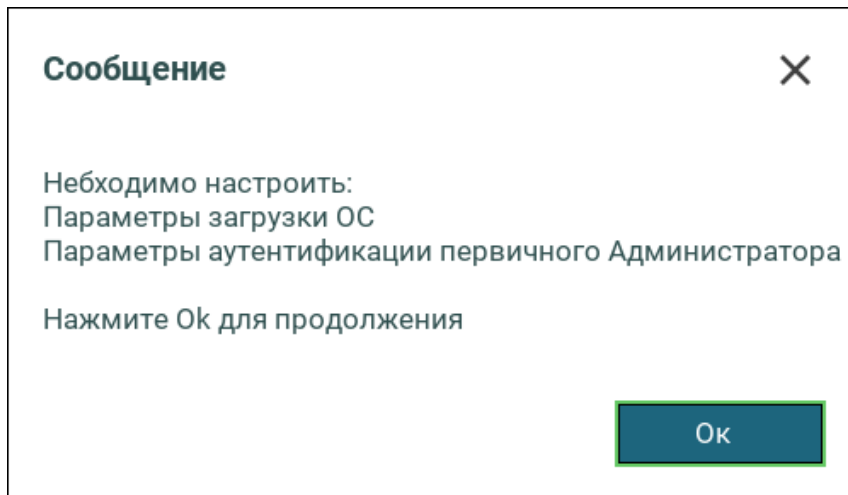 Сообщение
Небходимо настроить:
Параметры загрузки ОС
Параметры аутентификации первичного Администратора
Нажмите Ok для продолжения
Ок